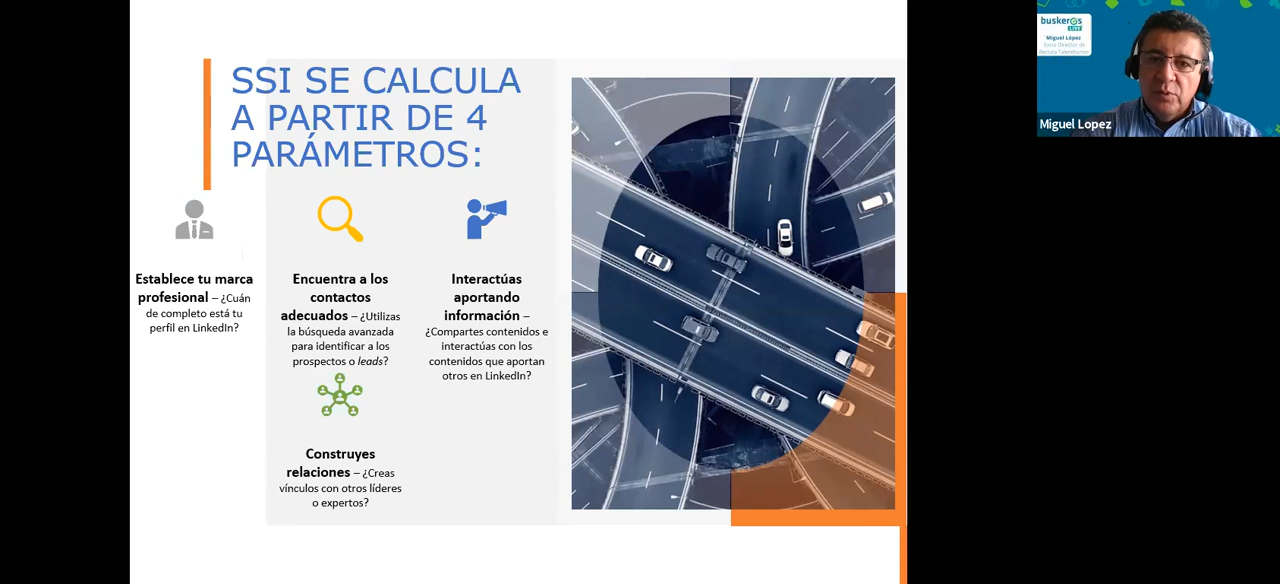 SSI SE CALCULA
A PARTIR DE 4
PARÁMETROS:
Establece tu marca
profesional – ¿Cuán
de completo está tu
perfil en LinkedIn?
Encuentra a los
contactos
adecuados – ¿Utilizas
la búsqueda avanzada
para identificar a los
prospectos o leads?
Interactúas
aportando
información –
¿Compartes contenidos e
interactúas con los
contenidos que aportan
otros en LinkedIn?
Construyes
relaciones – ¿Creas
vínculos con otros líderes
o expertos?
buskeros
LIVE
Miguel López
Socio Director de
Miguel Lopez